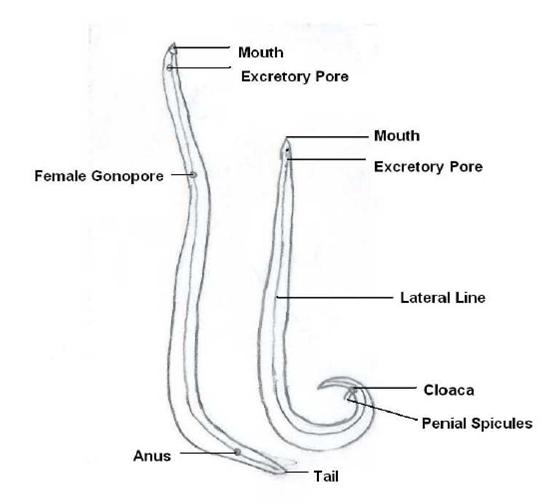 Mouth
Excretory Pore
Female Gonopore
Anus
Tail
Mouth
Excretory Pore
Lateral Line
Cloaca
Penial Spicules